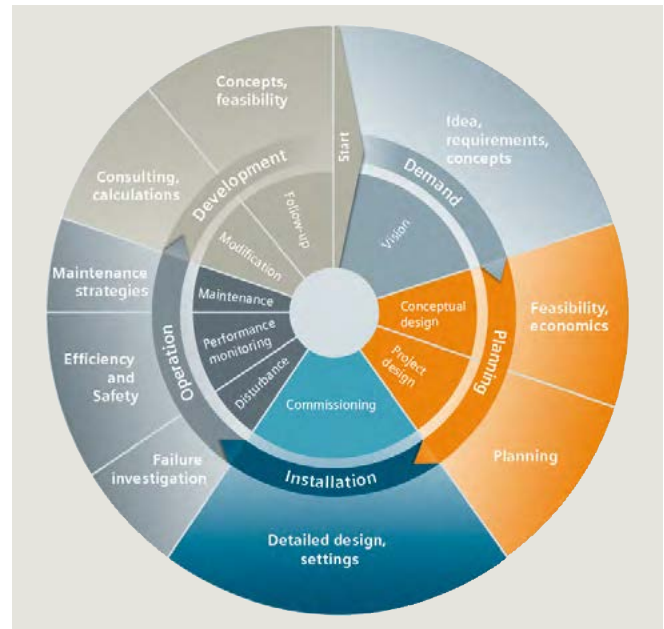 Start
Idea,
requirements,
concepts
Demand
Vision
Feasibility,
economics
Planning
Conceptual
design
Project
design
Planning
Detailed design,
settings
Installation
Commissioning
Failure
investigation
Efficiency
and
Safety
Maintenance
strategies
Operation
Disturbance
Performance
monitoring
Maintenance
Consulting,
calculations
Concepts,
feasibility
Development
Modification
Follow-up